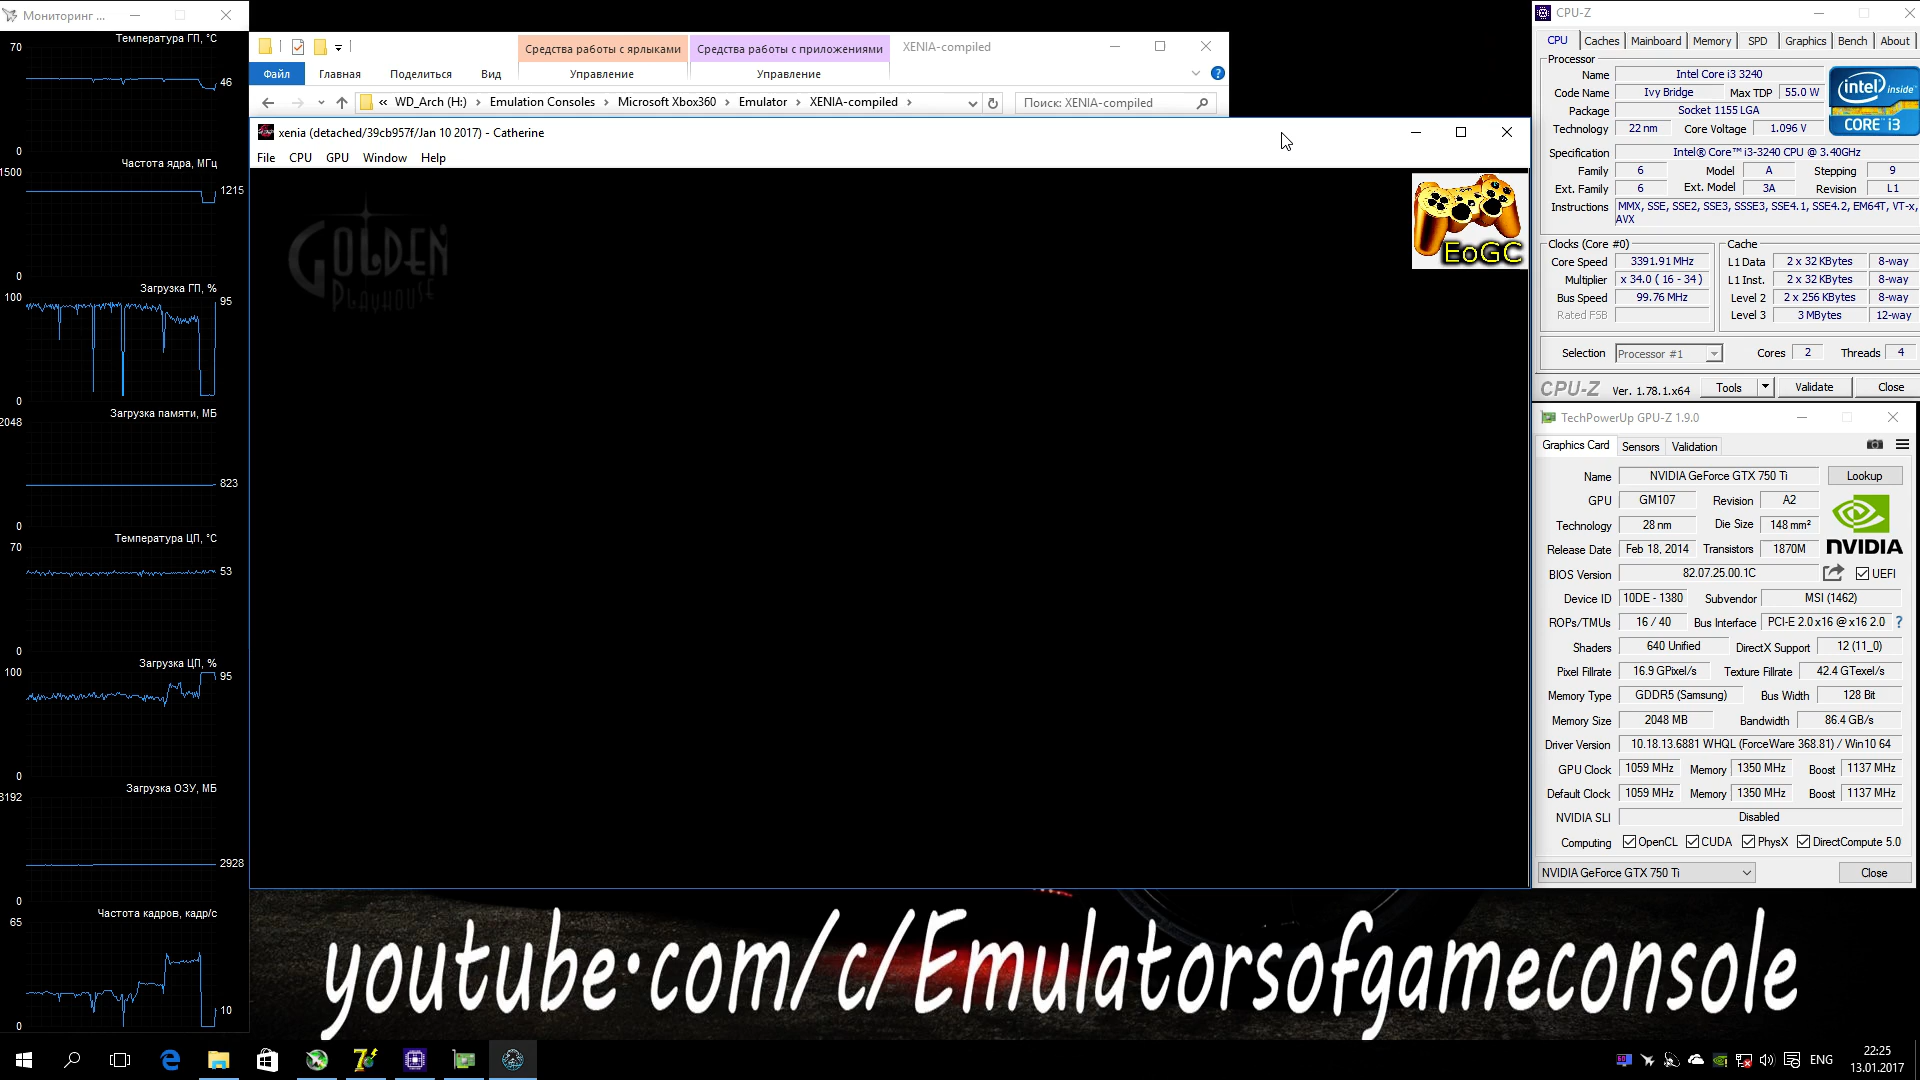 Мониторинг ...
Температура ГП, °C
70
46
0
Частота ядра, МГц
1500
1215
0
Загрузка ГП, %
100
95
0
Загрузка памяти, МБ
2048
823
0
Температура ЦП, °C
70
53
0
Загрузка ЦП, %
100
95
0
Загрузка ОЗУ, МБ
8192
2928
0
Частота кадров, кадр/с
65
10
0
Средства работы с ярлыками
Средства работы с приложениями
XENIA-compiled
Файл
Главная
Поделиться
Вид
Управление
Управление
« WD_Arch (H:) › Emulation Consoles › Microsoft Xbox360 › Emulator › XENIA-compiled ›
Поиск: XENIA-compiled
xenia (detached/39cb957f/Jan 10 2017) - Catherine
File CPU GPU Window Help
GOLDEN
PLAYHOUSE
EoGC
youtube.com/c/Emulatorsofgameconsole
CPU-Z
CPU Caches Mainboard Memory SPD Graphics Bench About
Processor
Name Intel Core i3 3240
Code Name Ivy Bridge Max TDP 55.0 W
Package Socket 1155 LGA
Technology 22 nm Core Voltage 1.096 V
intel inside™
CORE i3
Specification Intel® Core™ i3-3240 CPU @ 3.40GHz
Family 6 Model A Stepping 9
Ext. Family 6 Ext. Model 3A Revision L1
Instructions MMX, SSE, SSE2, SSE3, SSSE3, SSE4.1, SSE4.2, EM64T, VT-x,
AVX
Clocks (Core #0)
Core Speed 3391.91 MHz
Multiplier x 34.0 ( 16 - 34 )
Bus Speed 99.76 MHz
Rated FSB
Cache
L1 Data 2 x 32 KBytes 8-way
L1 Inst. 2 x 32 KBytes 8-way
Level 2 2 x 256 KBytes 8-way
Level 3 3 MBytes 12-way
Selection Processor #1 Cores 2 Threads 4
CPU-Z Ver. 1.78.1.x64 Tools Validate Close
TechPowerUp GPU-Z 1.9.0
Graphics Card Sensors Validation
Name NVIDIA GeForce GTX 750 Ti Lookup
GPU GM107 Revision A2
Technology 28 nm Die Size 148 mm²
Release Date Feb 18, 2014 Transistors 1870M
NVIDIA
BIOS Version 82.07.25.00.1C UEFI
Device ID 10DE - 1380 Subvendor MSI (1462)
ROPs/TMUs 16 / 40 Bus Interface PCI-E 2.0 x16 @ x16 2.0 ?
Shaders 640 Unified DirectX Support 12 (11_0)
Pixel Fillrate 16.9 GPixel/s Texture Fillrate 42.4 GTexel/s
Memory Type GDDR5 (Samsung) Bus Width 128 Bit
Memory Size 2048 MB Bandwidth 86.4 GB/s
Driver Version 10.18.13.6881 WHQL (ForceWare 368.81) / Win10 64
GPU Clock 1059 MHz Memory 1350 MHz Boost 1137 MHz
Default Clock 1059 MHz Memory 1350 MHz Boost 1137 MHz
NVIDIA SLI Disabled
Computing OpenCL CUDA PhysX DirectCompute 5.0
NVIDIA GeForce GTX 750 Ti Close
ENG
22:25
13.01.2017